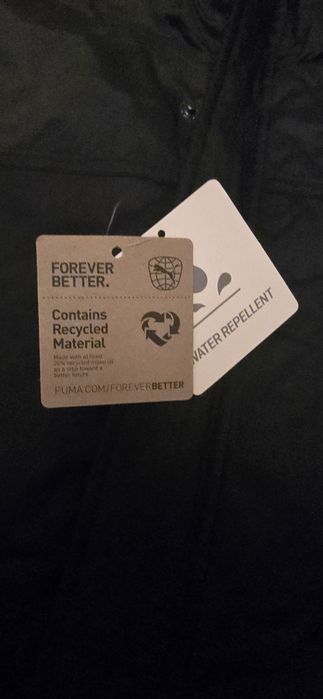 FOREVER
BETTER.
Contains
Recycled
Material
Made with at least
20% recycled material
as a step toward a
better future.
PUMA.COM/FOREVERBETTER
WATER REPELLENT